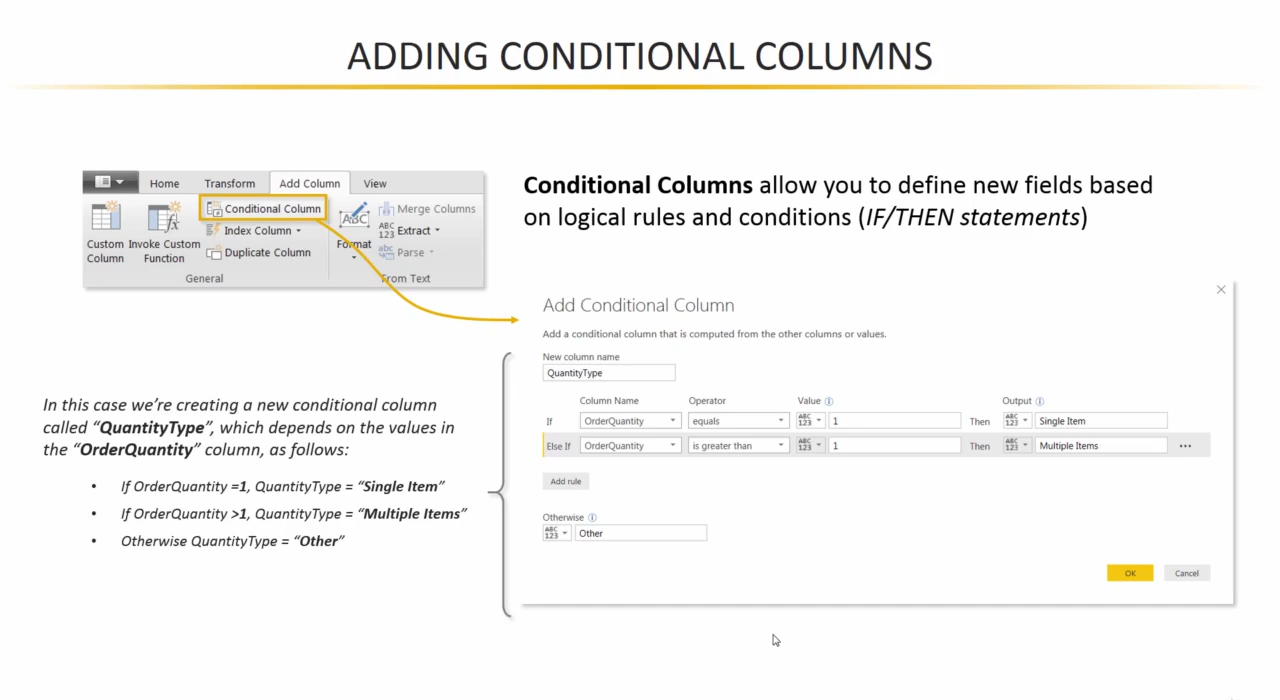 ADDING CONDITIONAL COLUMNS
Home Transform Add Column View
Conditional Column
Index Column
Duplicate Column
Custom Column
Invoke Custom Function
General
ABC
Format
Merge Columns
ABC 123 Extract
abc 123 Parse
From Text
Conditional Columns allow you to define new fields based
on logical rules and conditions (IF/THEN statements)
In this case we’re creating a new conditional column
called “QuantityType”, which depends on the values in
the “OrderQuantity” column, as follows:
• If OrderQuantity =1, QuantityType = “Single Item”
• If OrderQuantity >1, QuantityType = “Multiple Items”
• Otherwise QuantityType = “Other”
Add Conditional Column
Add a conditional column that is computed from the other columns or values.
New column name
QuantityType
Column Name Operator Value Output
If OrderQuantity equals ABC 123 1 Then ABC 123 Single Item
Else If OrderQuantity is greater than ABC 123 1 Then ABC 123 Multiple Items ...
Add rule
Otherwise
ABC 123 Other
OK Cancel